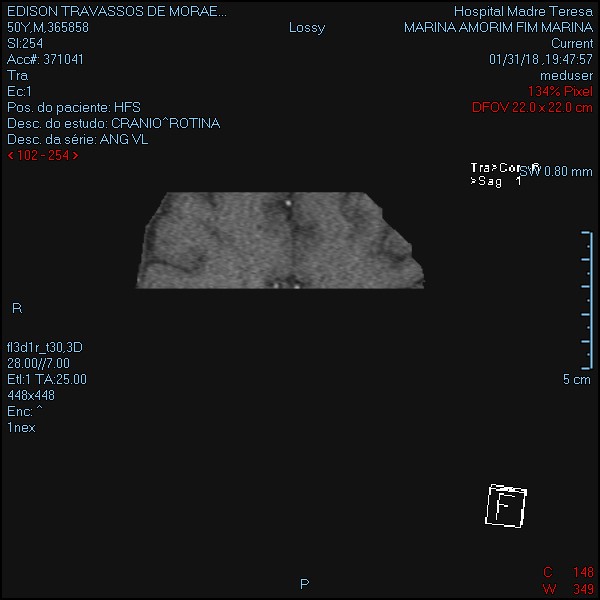 EDISON TRAVASSOS DE MORAE...
Hospital Madre Teresa
50Y,M,365858
Lossy
MARINA AMORIM FIM MARINA
Sl:254
Current
Acc#: 371041
01/31/18 ,19:47:57
Tra
meduser
Ec:1
134% Pixel
Pos. do paciente: HFS
DFOV 22.0 x 22.0 cm
Desc. do estudo: CRANIO^ROTINA
Desc. da série: ANG VL
< 102 - 254 >
Tra>Cor
SW 0.80 mm
>Sag 1
R
fl3d1r_t30,3D
28.00//7.00
Etl:1 TA:25.00
5 cm
448x448
Enc: ^
1nex
F
P
C 148
W 349